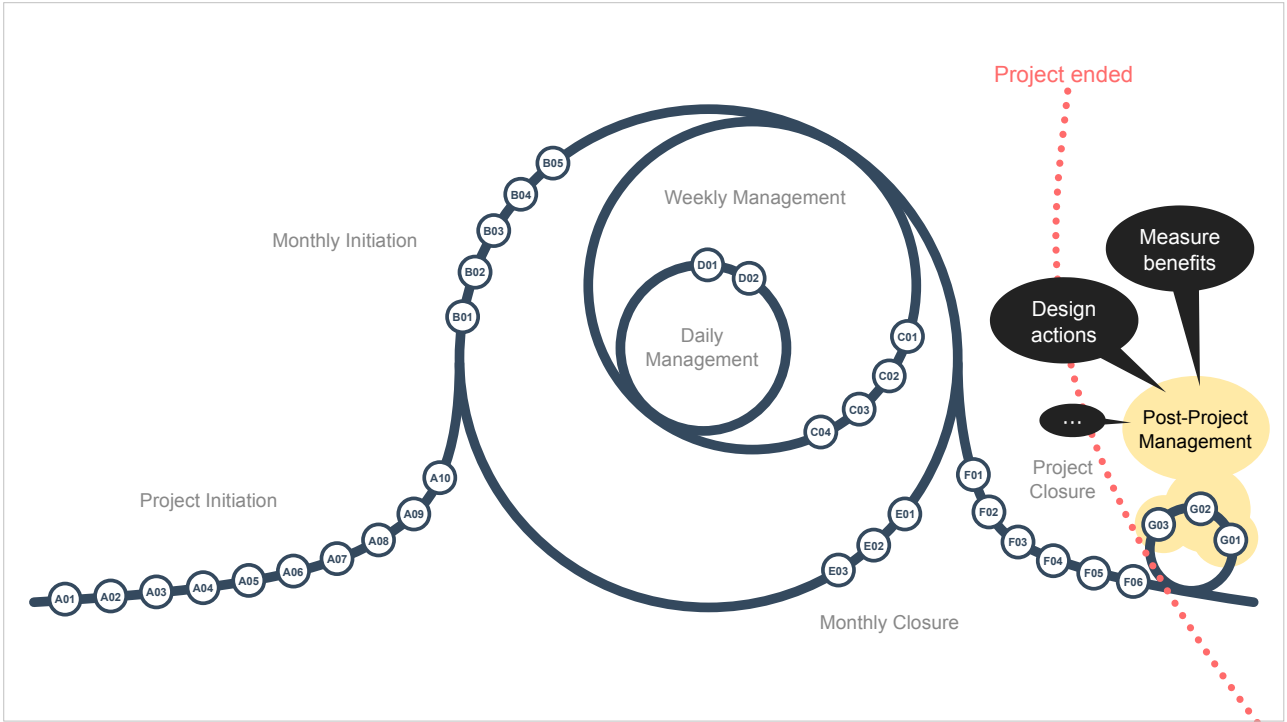 Project ended
Measure
benefits
Design
actions
...
Post-Project
Management
Project
Closure
Monthly Initiation
Weekly Management
Daily
Management
Project Initiation
Monthly Closure
A01
A02
A03
A04
A05
A06
A07
A08
A09
A10
B01
B02
B03
B04
B05
D01
D02
C01
C02
C03
C04
E01
E02
E03
F01
F02
F03
F04
F05
F06
G03
G02
G01